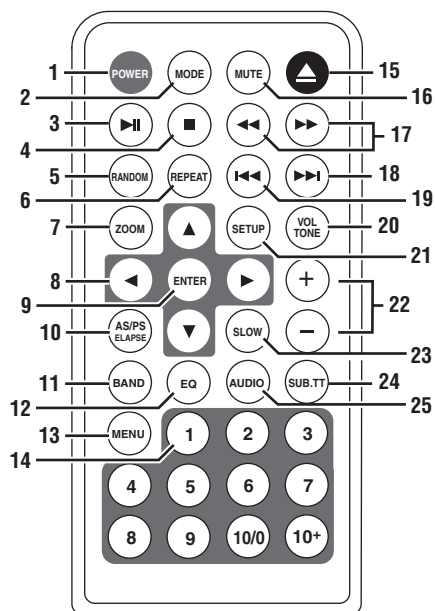 1 POWER MODE MUTE 15
2 16
3 17
4
5 RANDOM REPEAT 18
6 19
7 ZOOM SETUP VOL TONE 20
21
8 ENTER + 22
9 −
10 AS/PS ELAPSE SLOW 23
11 BAND EQ AUDIO SUB.TT 24
12 25
13 MENU 1 2 3
14
4 5 6 7
8 9 10/0 10+